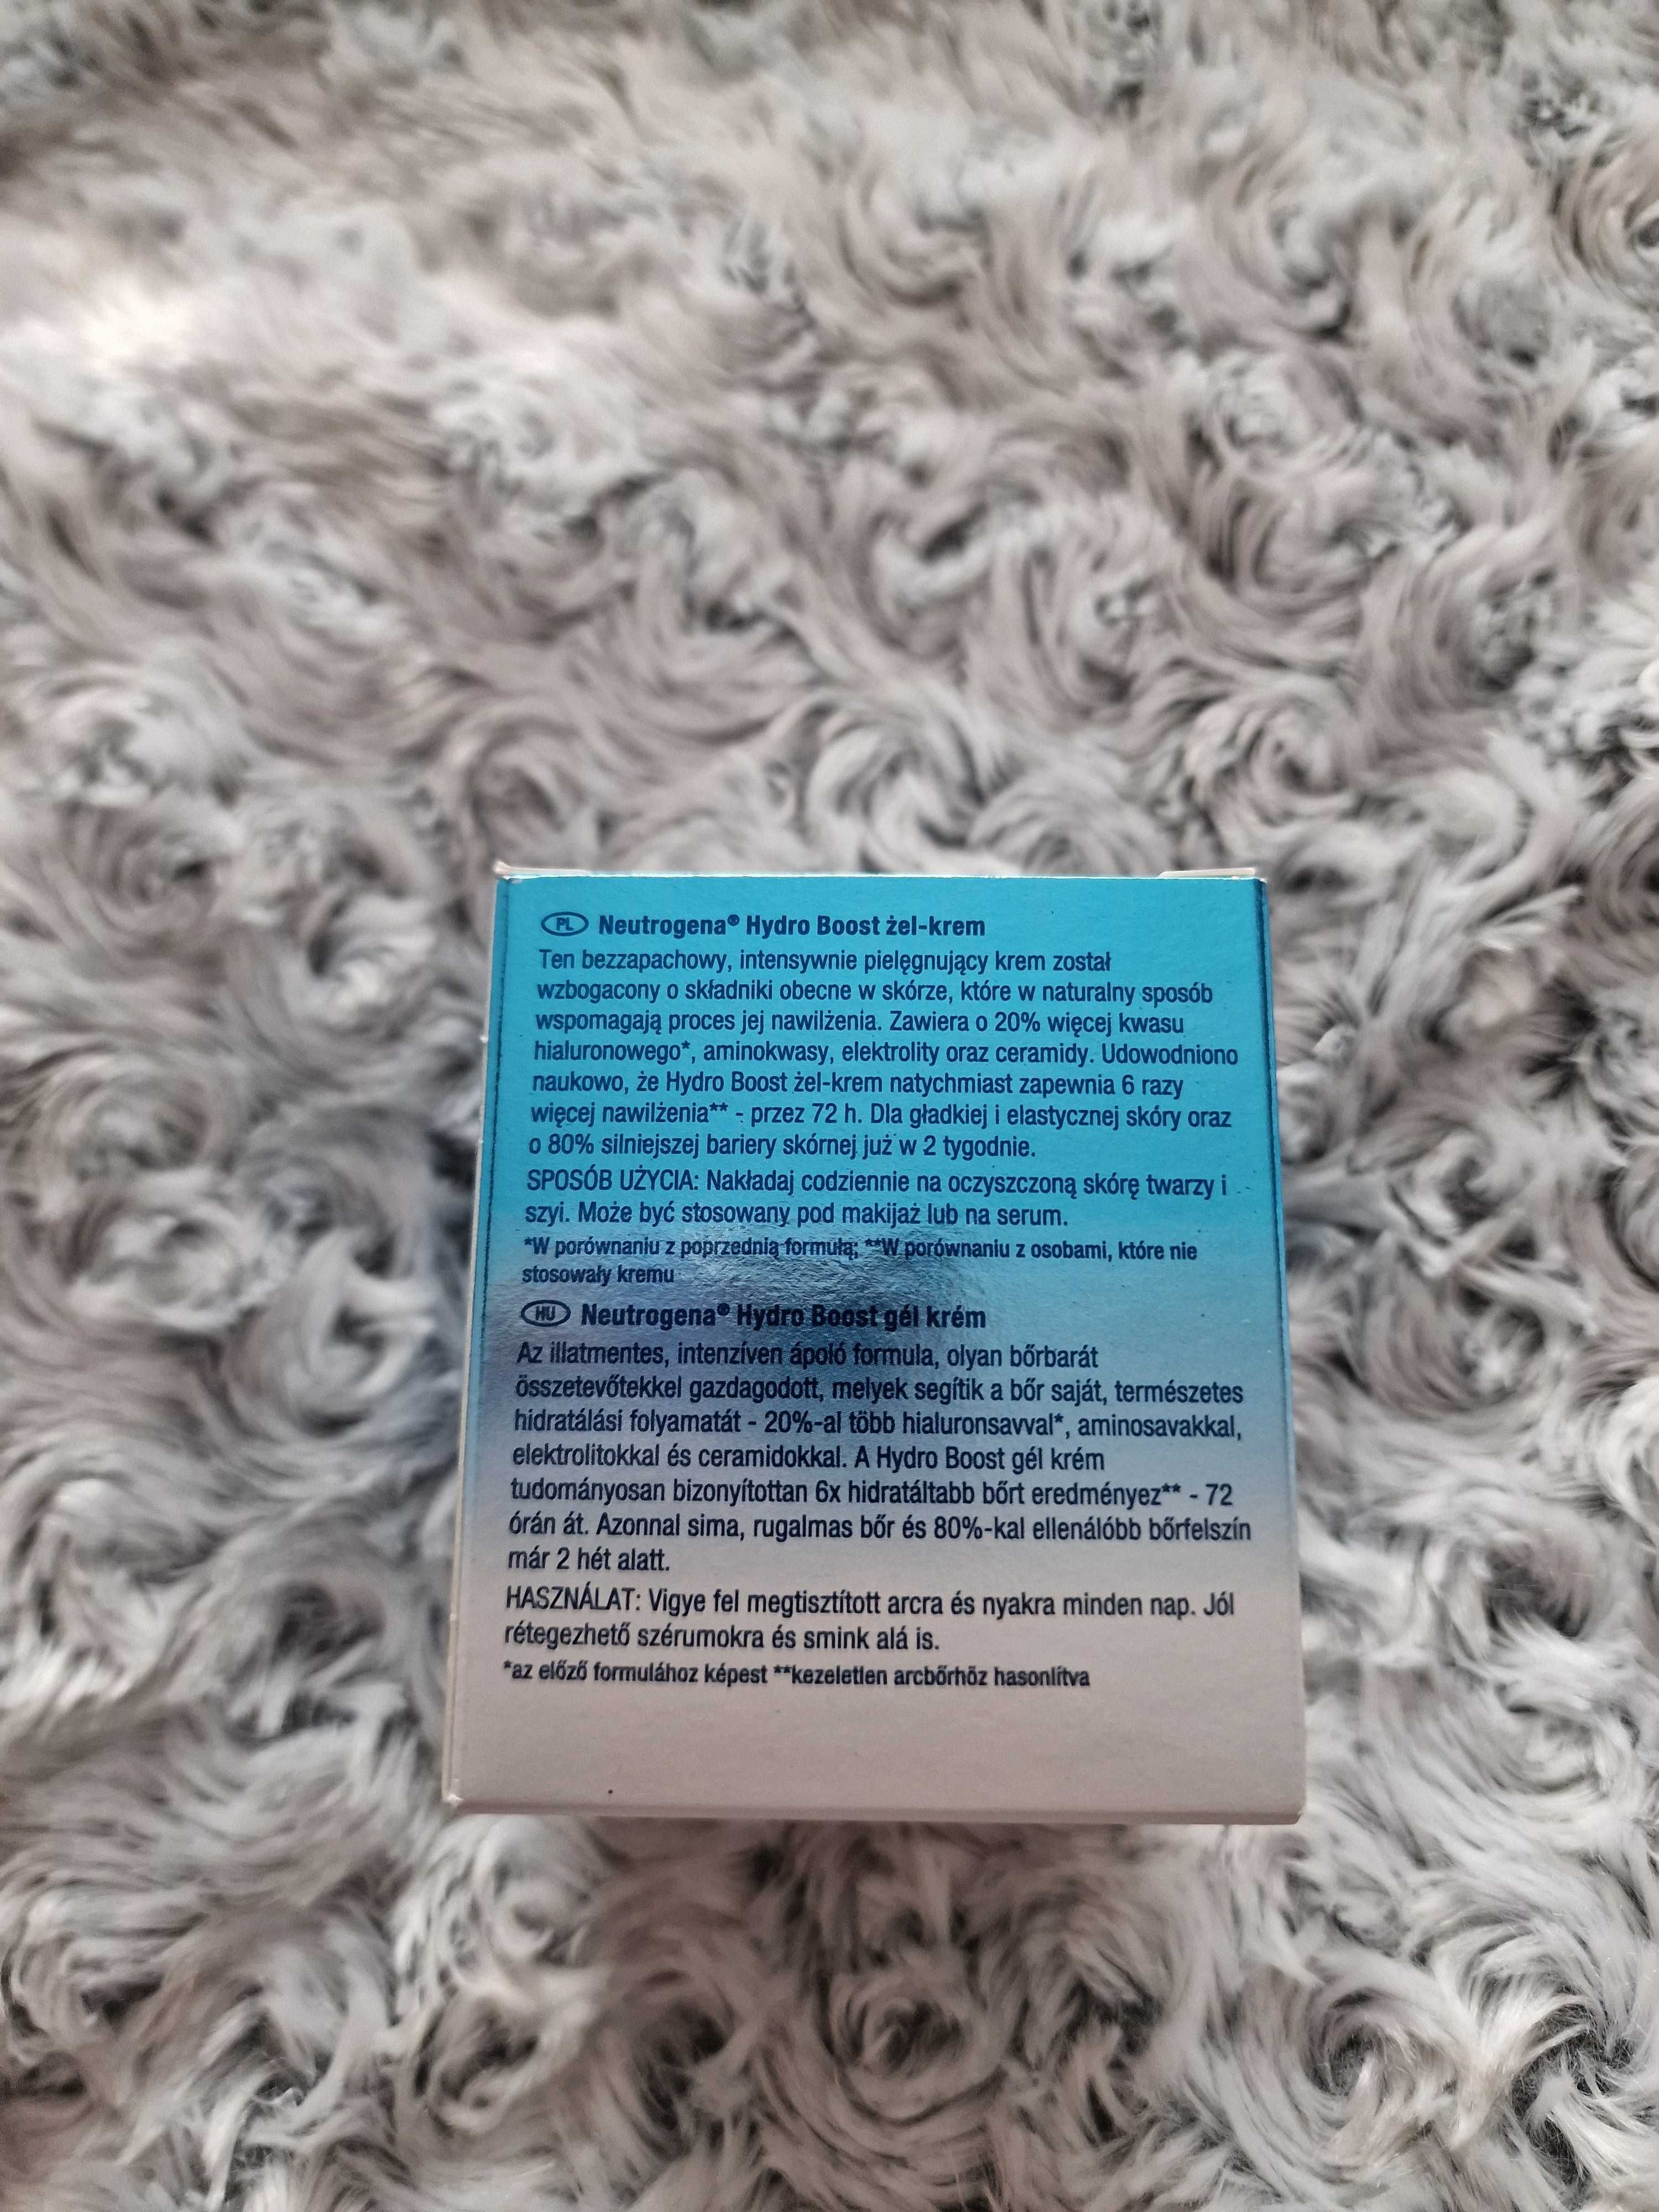 PL Neutrogena® Hydro Boost żel-krem
Ten bezzapachowy, intensywnie pielęgnujący krem został
wzbogacony o składniki obecne w skórze, które w naturalny sposób
wspomagają proces jej nawilżenia. Zawiera o 20% więcej kwasu
hialuronowego*, aminokwasy, elektrolity oraz ceramidy. Udowodniono
naukowo, że Hydro Boost żel-krem natychmiast zapewnia 6 razy
więcej nawilżenia** - przez 72 h. Dla gładkiej i elastycznej skóry oraz
o 80% silniejszej bariery skórnej już w 2 tygodnie.
SPOSÓB UŻYCIA: Nakładaj codziennie na oczyszczoną skórę twarzy i
szyi. Może być stosowany pod makijaż lub na serum.
*W porównaniu z poprzednią formułą; **W porównaniu z osobami, które nie
stosowały kremu
HU Neutrogena® Hydro Boost gél krém
Az illatmentes, intenzíven ápoló formula, olyan bőrbarát
összetevőtekkel gazdagodott, melyek segítik a bőr saját, természetes
hidratálási folyamatát - 20%-al több hialuronsavval*, aminosavakkal,
elektrolitokkal és ceramidokkal. A Hydro Boost gél krém
tudományosan bizonyítottan 6x hidratáltabb bőrt eredményez** - 72
órán át. Azonnal sima, rugalmas bőr és 80%-kal ellenálóbb bőrfelszín
már 2 hét alatt.
HASZNÁLAT: Vigye fel megtisztított arcra és nyakra minden nap. Jól
rétegezhető szérumokra és smink alá is.
*az előző formulához képest **kezeletlen arcbőrhöz hasonlítva